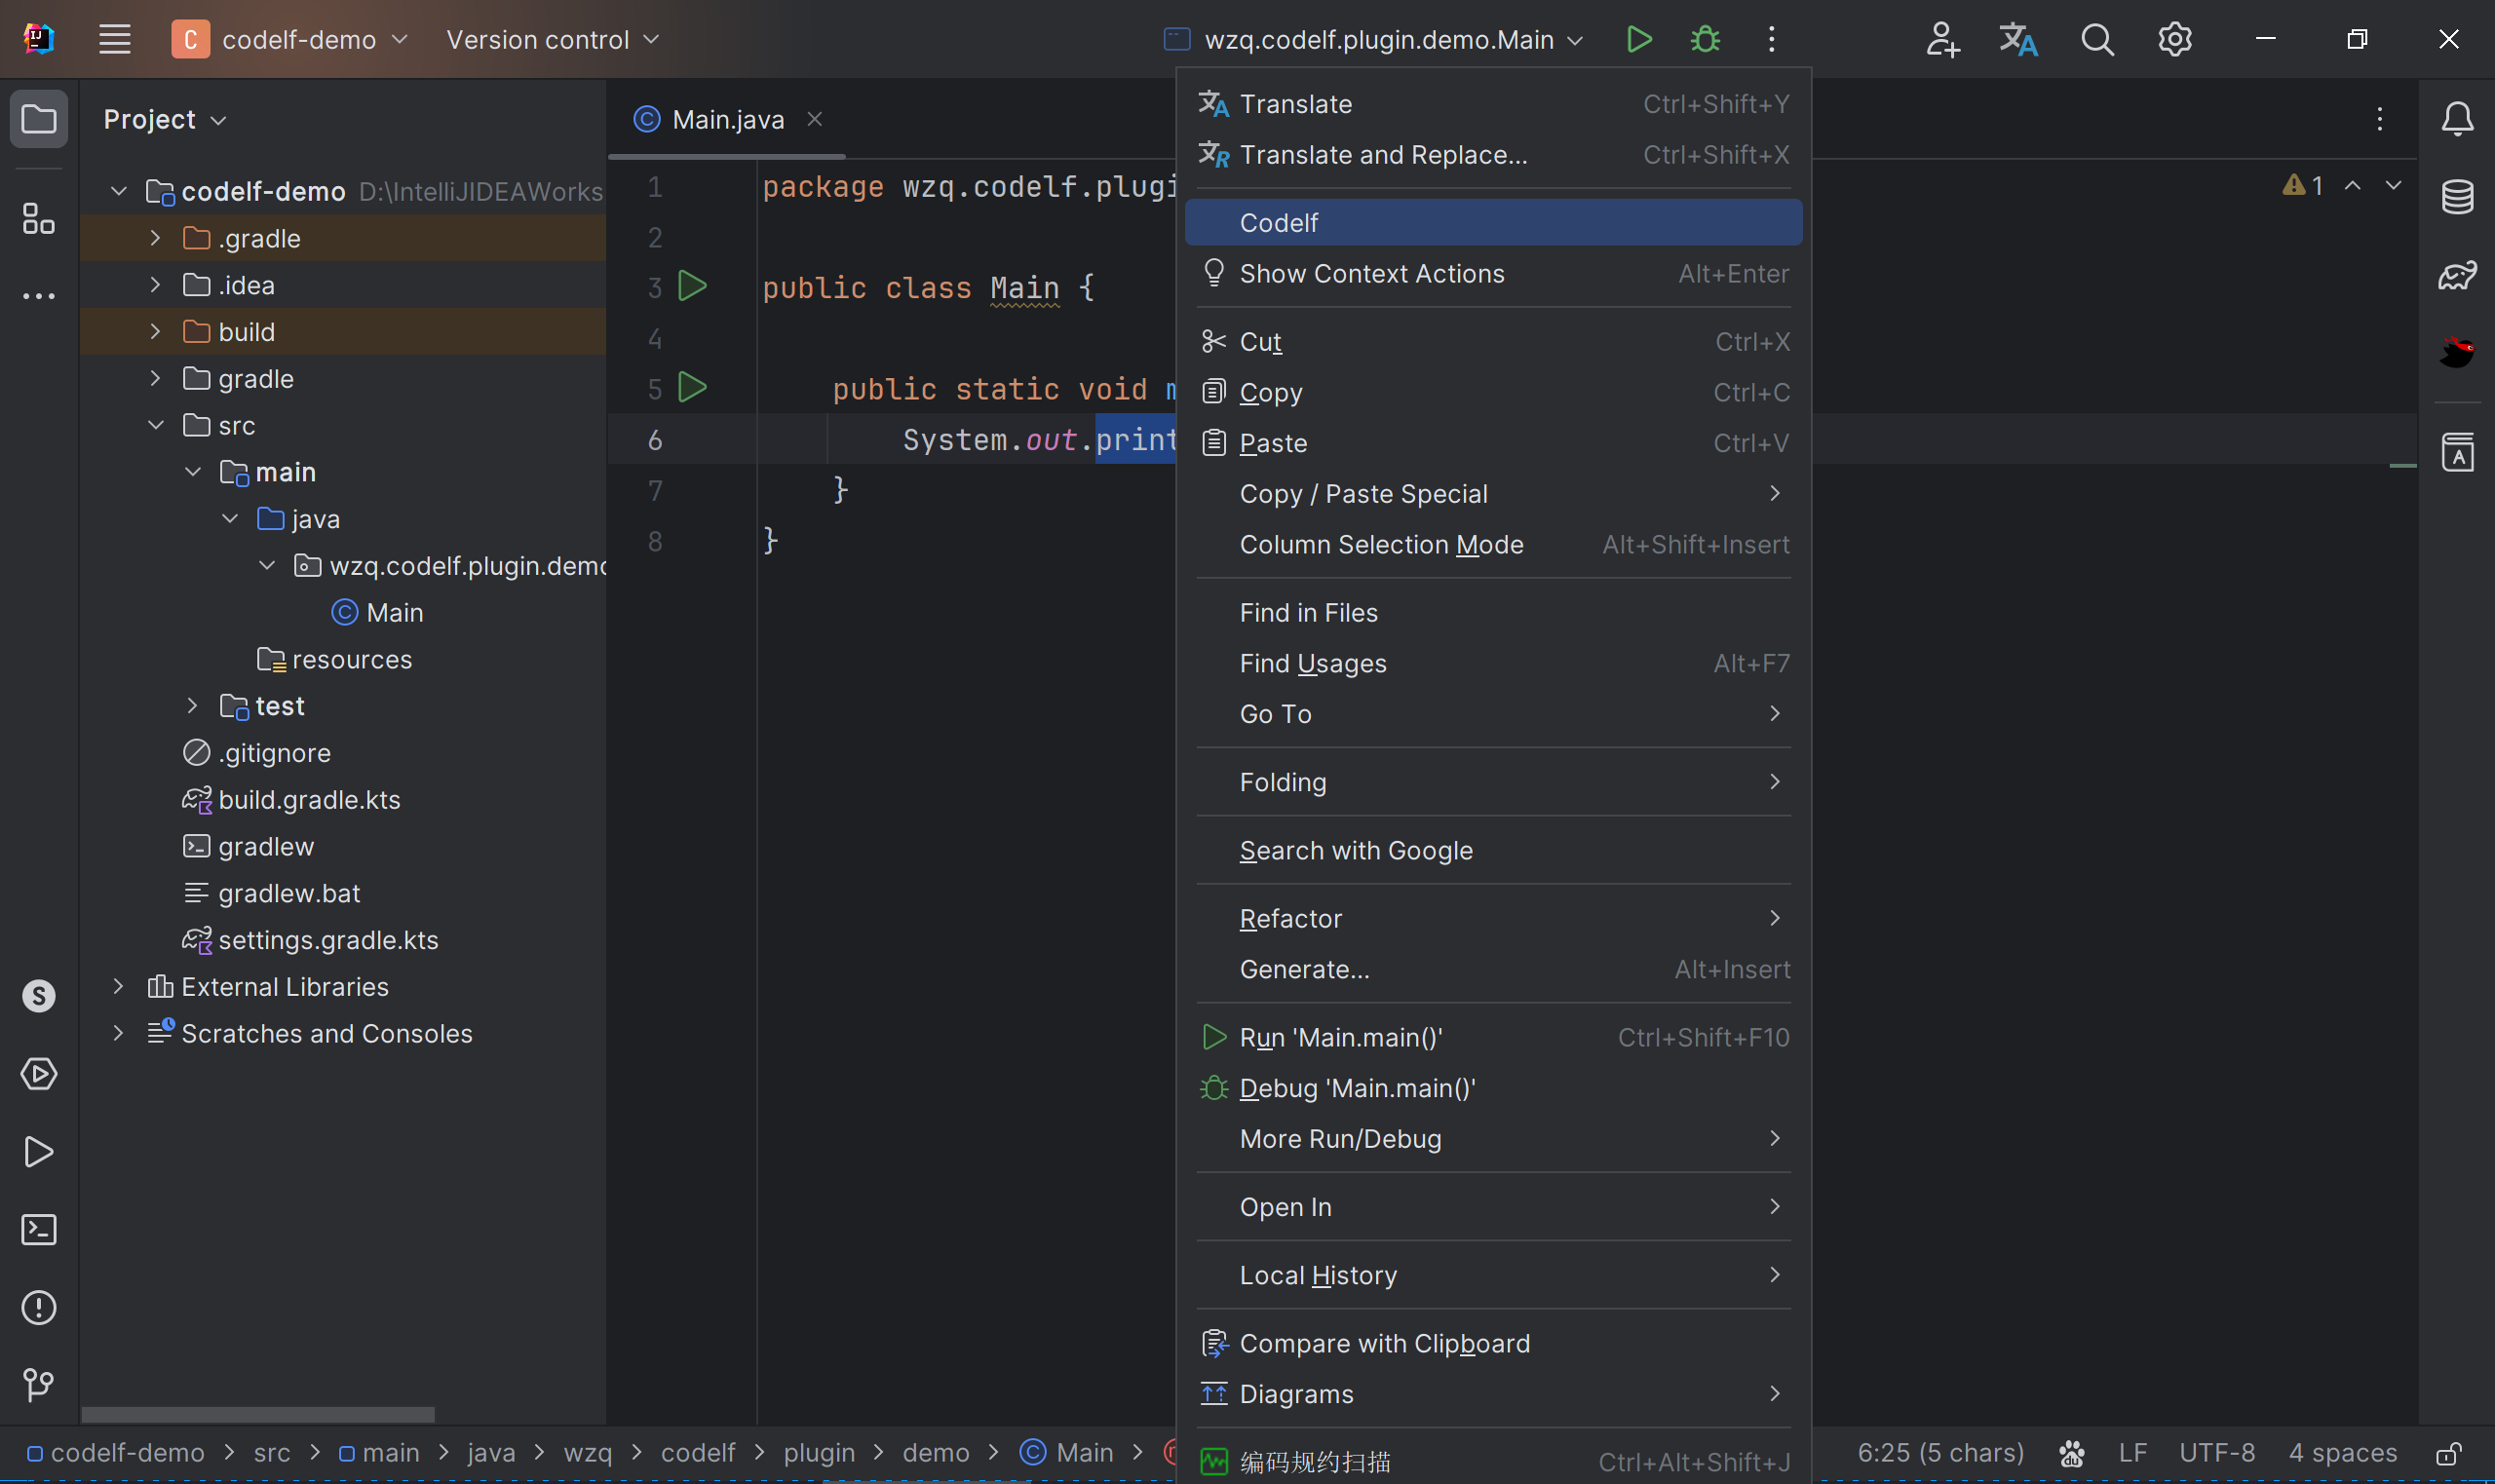 C codelf-demo Version control wzq.codelf.plugin.demo.Main
Project
codelf-demo D:\IntelliJIDEAWorks
.gradle
.idea
build
gradle
src
main
java
wzq.codelf.plugin.demo
Main
resources
test
.gitignore
build.gradle.kts
gradlew
gradlew.bat
settings.gradle.kts
External Libraries
Scratches and Consoles
Main.java
1 package wzq.codelf.plugi
2
3 public class Main {
4
5 public static void m
6 System.out.print
7 }
8 }
1
Translate Ctrl+Shift+Y
Translate and Replace... Ctrl+Shift+X
Codelf
Show Context Actions Alt+Enter
Cut Ctrl+X
Copy Ctrl+C
Paste Ctrl+V
Copy / Paste Special
Column Selection Mode Alt+Shift+Insert
Find in Files
Find Usages Alt+F7
Go To
Folding
Search with Google
Refactor
Generate... Alt+Insert
Run 'Main.main()' Ctrl+Shift+F10
Debug 'Main.main()'
More Run/Debug
Open In
Local History
Compare with Clipboard
Diagrams
编码规约扫描 Ctrl+Alt+Shift+J
codelf-demo > src > main > java > wzq > codelf > plugin > demo > Main >
6:25 (5 chars) LF UTF-8 4 spaces